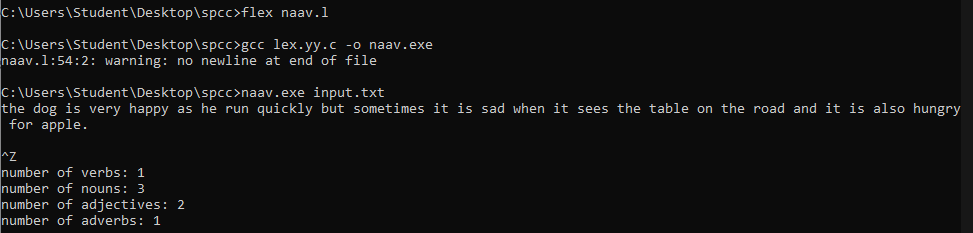 C:\Users\Student\Desktop\spcc>flex naav.l
C:\Users\Student\Desktop\spcc>gcc lex.yy.c -o naav.exe
naav.l:54:2: warning: no newline at end of file
C:\Users\Student\Desktop\spcc>naav.exe input.txt
the dog is very happy as he run quickly but sometimes it is sad when it sees the table on the road and it is also hungry
for apple.
^Z
number of verbs: 1
number of nouns: 3
number of adjectives: 2
number of adverbs: 1